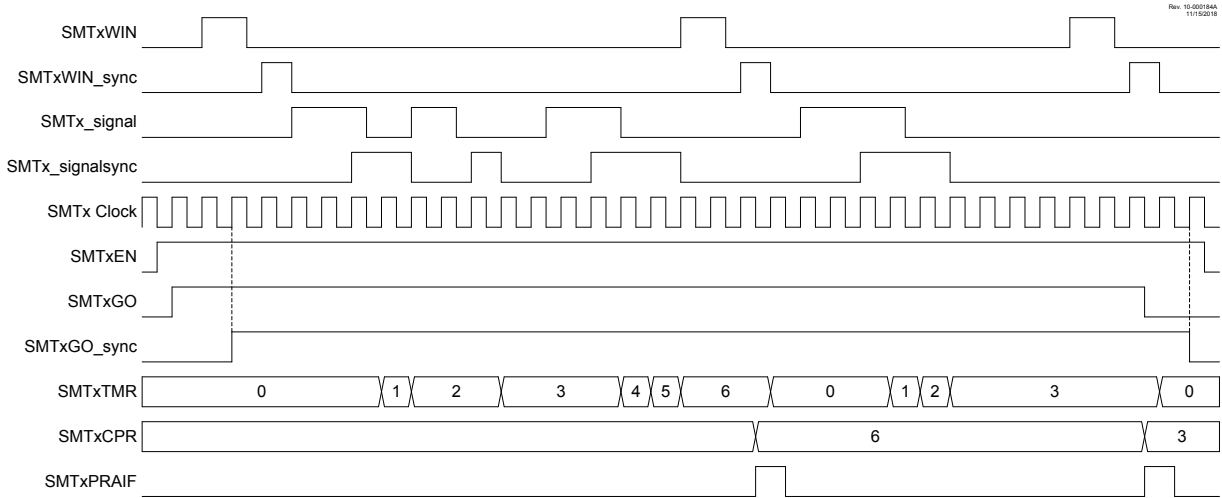 Rev. 10-000184A
11/15/2018
SMTxWIN
SMTxWIN_sync
SMTx_signal
SMTx_signalsync
SMTx Clock
SMTxEN
SMTxGO
SMTxGO_sync
SMTxTMR 0 1 2 3 4 5 6 0 1 2 3 0
SMTxCPR 6 3
SMTxPRAIF